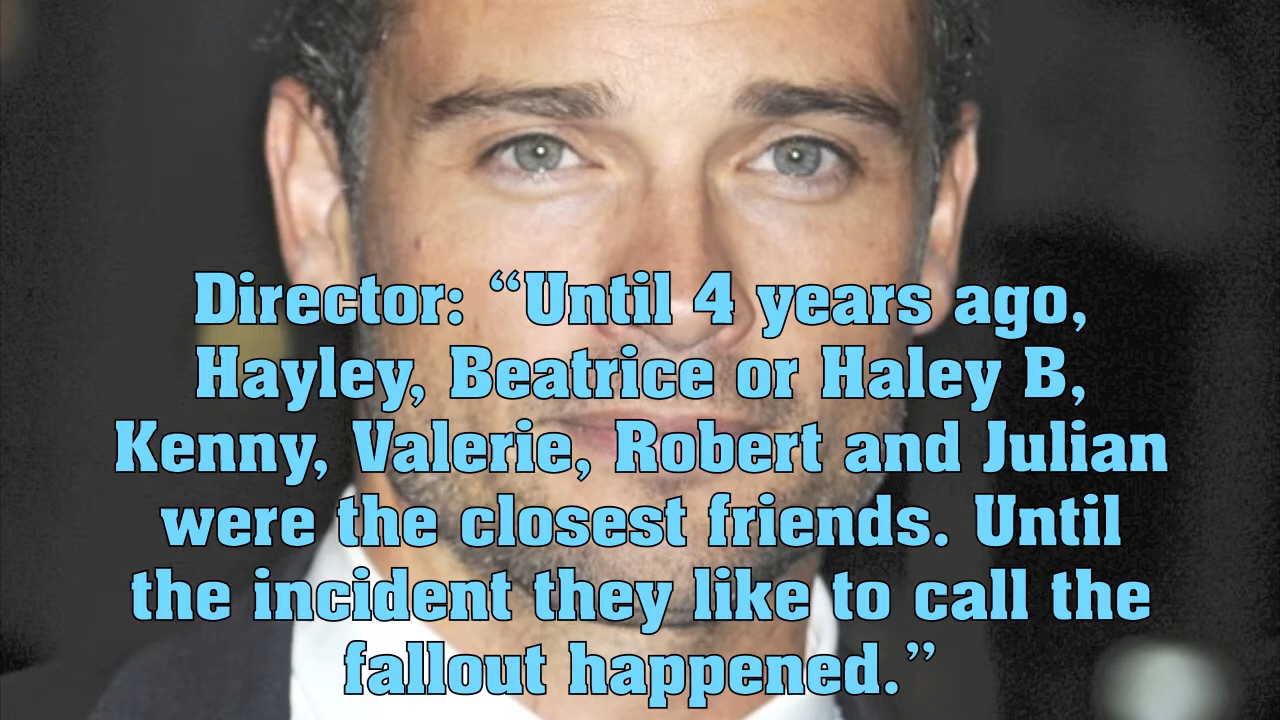 Director: “Until 4 years ago,
Hayley, Beatrice or Haley B,
Kenny, Valerie, Robert and Julian
were the closest friends. Until
the incident they like to call the
fallout happened.”